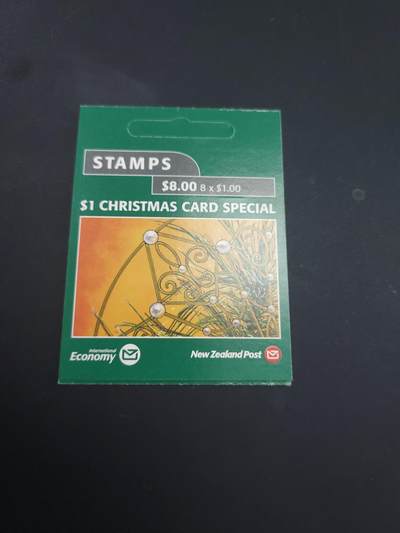 STAMPS
$8.00 8 x $1.00
$1 CHRISTMAS CARD SPECIAL
International
Economy
New Zealand Post